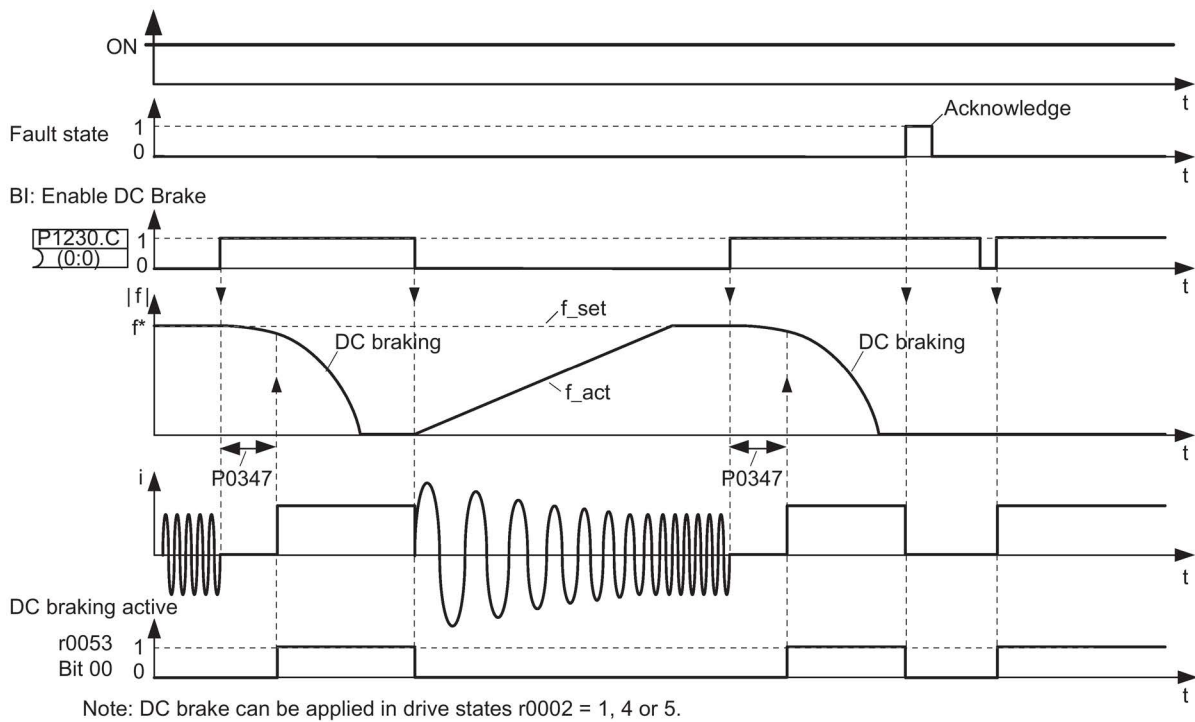 ON
t
Acknowledge
Fault state
1
0
t
BI: Enable DC Brake
P1230.C
(0:0)
1
0
t
|f|
f*
f_set
DC braking
DC braking
f_act
t
P0347
P0347
i
t
DC braking active
r0053
Bit 00
1
0
t
Note: DC brake can be applied in drive states r0002 = 1, 4 or 5.